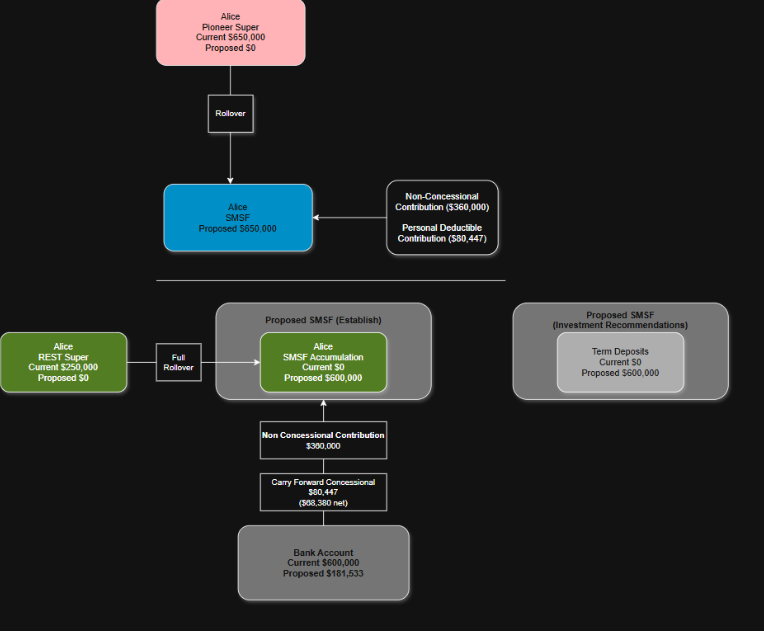 Alice
Pioneer Super
Current $650,000
Proposed $0
Rollover
Alice
SMSF
Proposed $650,000
Non-Concessional
Contribution ($360,000)
Personal Deductible
Contribution ($80,447)
Proposed SMSF (Establish)
Proposed SMSF
(Investment Recommendations)
Alice
REST Super
Current $250,000
Proposed $0
Full
Rollover
Alice
SMSF Accumulation
Current $0
Proposed $600,000
Term Deposits
Current $0
Proposed $600,000
Non Concessional Contribution
$360,000
Carry Forward Concessional
$80,447
($68,380 net)
Bank Account
Current $600,000
Proposed $181,533